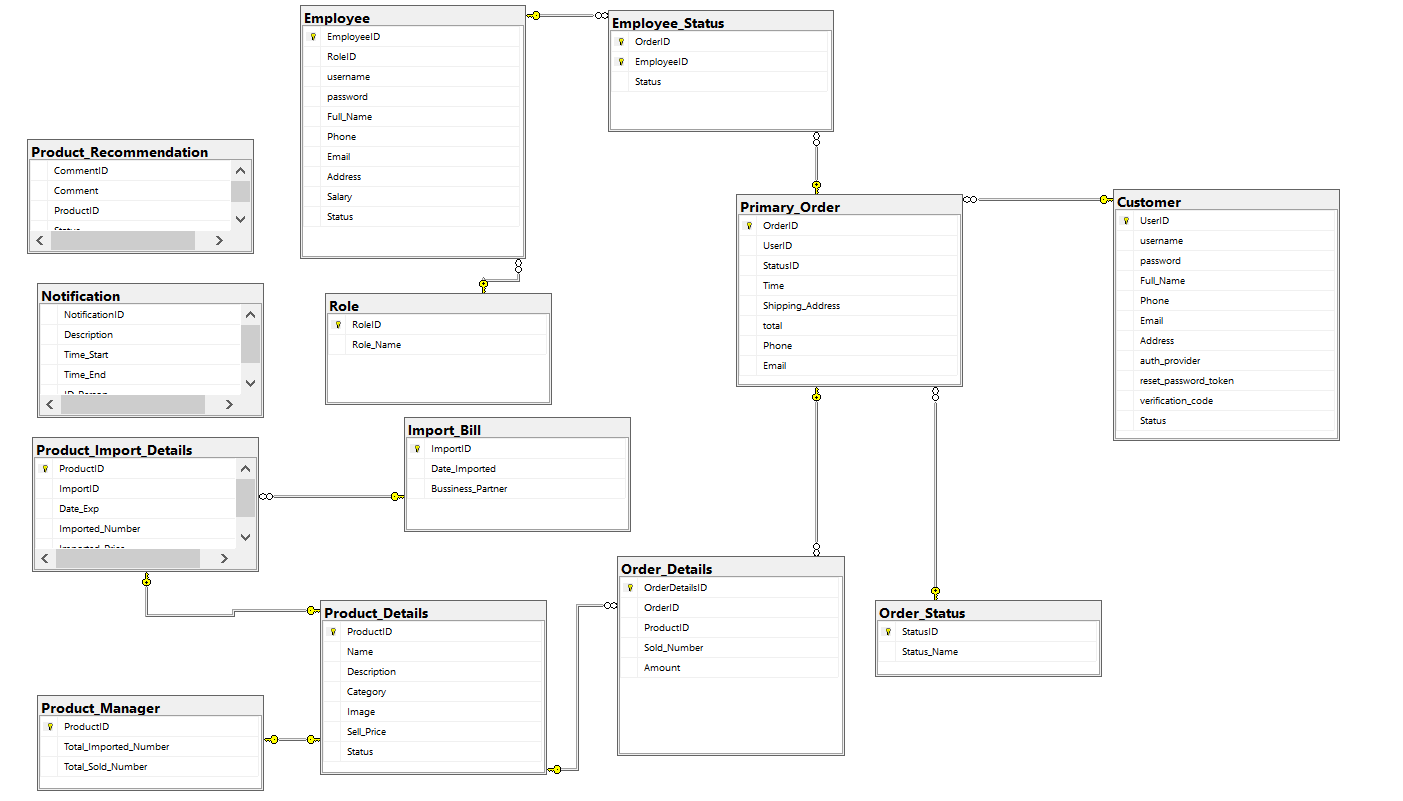 Employee
EmployeeID
RoleID
username
password
Full_Name
Phone
Email
Address
Salary
Status
Employee_Status
OrderID
EmployeeID
Status
Product_Recommendation
CommentID
Comment
ProductID
Status
Primary_Order
OrderID
UserID
StatusID
Time
Shipping_Address
total
Phone
Email
Customer
UserID
username
password
Full_Name
Phone
Email
Address
auth_provider
reset_password_token
verification_code
Status
Notification
NotificationID
Description
Time_Start
Time_End
ID_Person
Role
RoleID
Role_Name
Import_Bill
ImportID
Date_Imported
Bussiness_Partner
Product_Import_Details
ProductID
ImportID
Date_Exp
Imported_Number
Imported_Price
Order_Details
OrderDetailsID
OrderID
ProductID
Sold_Number
Amount
Product_Details
ProductID
Name
Description
Category
Image
Sell_Price
Status
Order_Status
StatusID
Status_Name
Product_Manager
ProductID
Total_Imported_Number
Total_Sold_Number